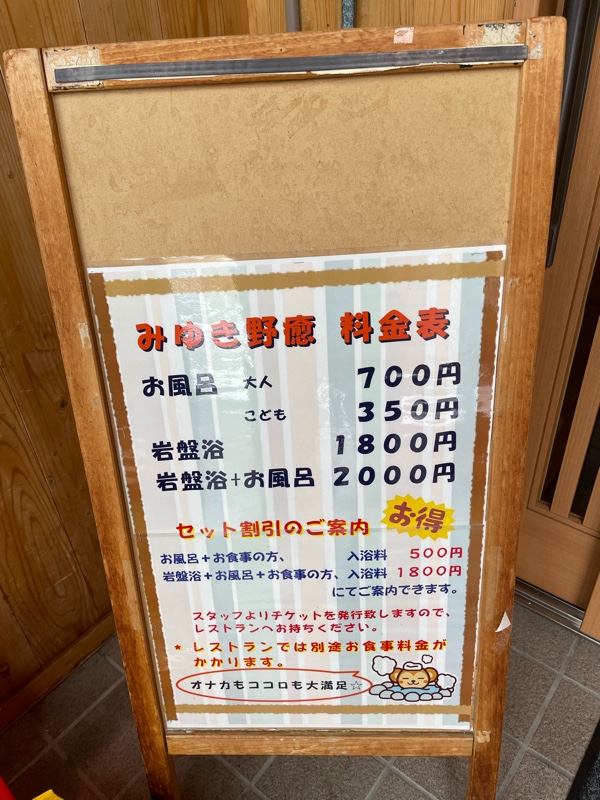 みゆき野癒 料金表
お風呂 大人 700円
こども 350円
岩盤浴 1800円
岩盤浴+お風呂 2000円
セット割引のご案内 お得
お風呂+お食事の方、 入浴料 500円
岩盤浴+お風呂+お食事の方、入浴料 1800円
にてご案内できます。
スタッフよりチケットを発行致しますので、
レストランへお持ちください。
* レストランでは別途お食事料金が
かかります。
オナカもココロも大満足☆